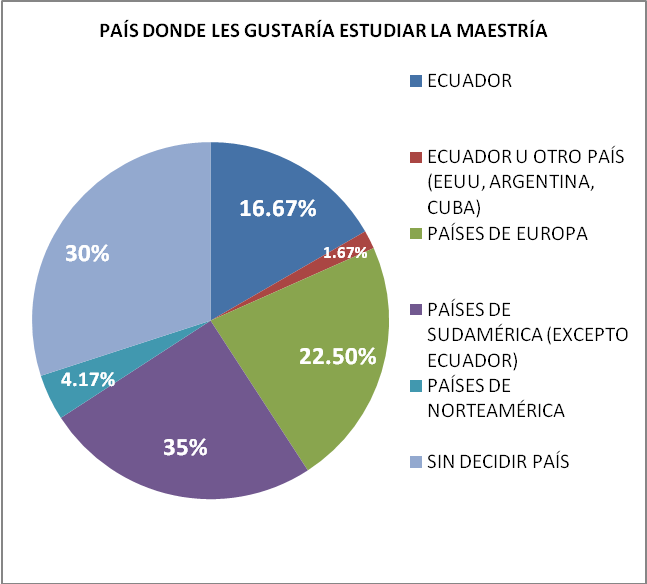 PAÍS DONDE LES GUSTARÍA ESTUDIAR LA MAESTRÍA
ECUADOR
ECUADOR U OTRO PAÍS
(EEUU, ARGENTINA,
CUBA)
PAÍSES DE EUROPA
PAÍSES DE
SUDAMÉRICA (EXCEPTO
ECUADOR)
PAÍSES DE
NORTEAMÉRICA
SIN DECIDIR PAÍS
16.67%
1.67%
22.50%
35%
4.17%
30%